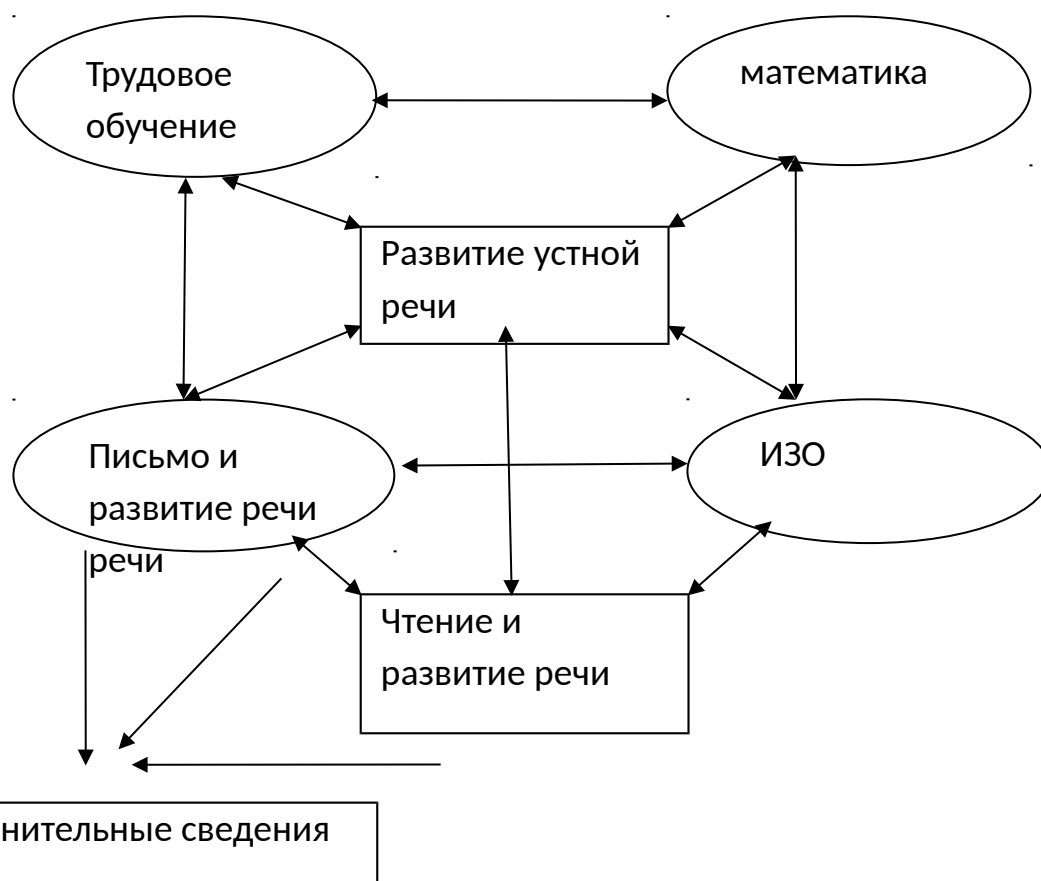 Трудовое
обучение
математика
Развитие устной
речи
Письмо и
развитие речи
речи
ИЗО
Чтение и
развитие речи
нительные сведения